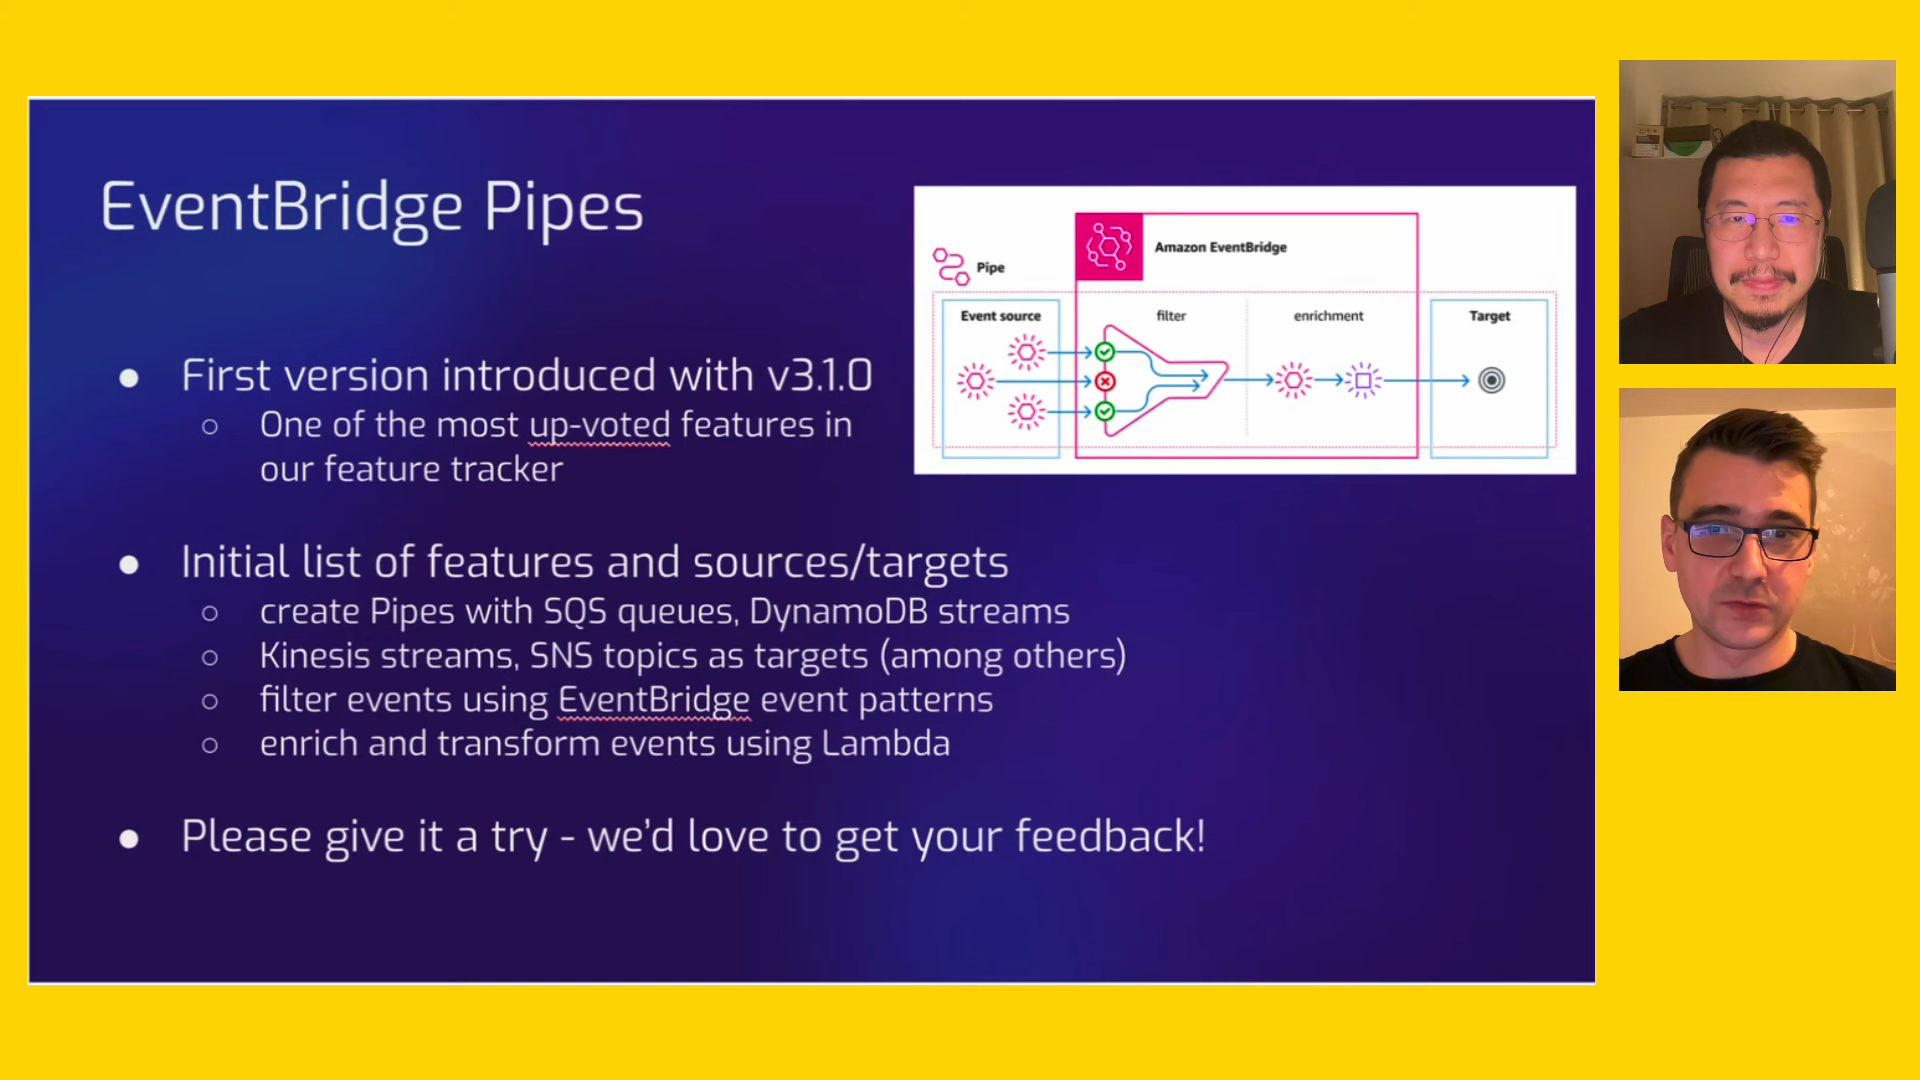 EventBridge Pipes
First version introduced with v3.1.0
One of the most up-voted features in
our feature tracker
Initial list of features and sources/targets
create Pipes with SQS queues, DynamoDB streams
Kinesis streams, SNS topics as targets (among others)
filter events using EventBridge event patterns
enrich and transform events using Lambda
Please give it a try - we'd love to get your feedback!
Amazon EventBridge
Pipe
Event source
filter
enrichment
Target